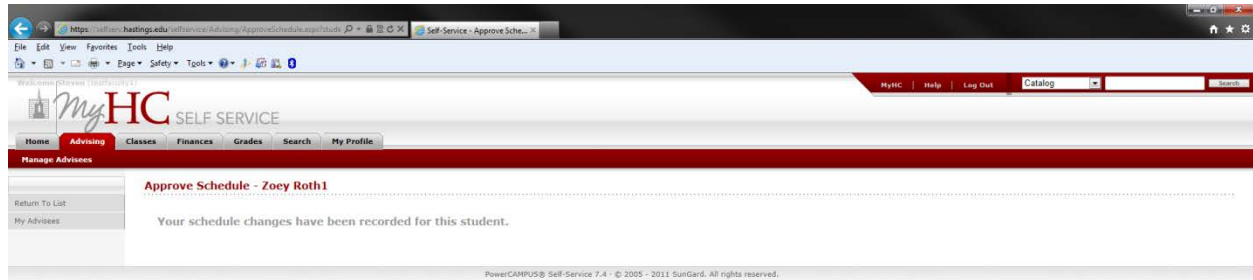 https://selfserv.hastings.edu/selfservice/Advising/ApproveSchedule.aspx?stude
Self-Service - Approve Sche...
File Edit View Favorites Tools Help
Page Safety Tools
Welcome Steven
MyHC | Help | Log Out
Catalog
Search
MyHC SELF SERVICE
Home Advising Classes Finances Grades Search My Profile
Manage Advisees
Approve Schedule - Zoey Roth1
Return To List
My Advisees
Your schedule changes have been recorded for this student.
PowerCAMPUS® Self-Service 7.4 · © 2005 - 2011 SunGard. All rights reserved.